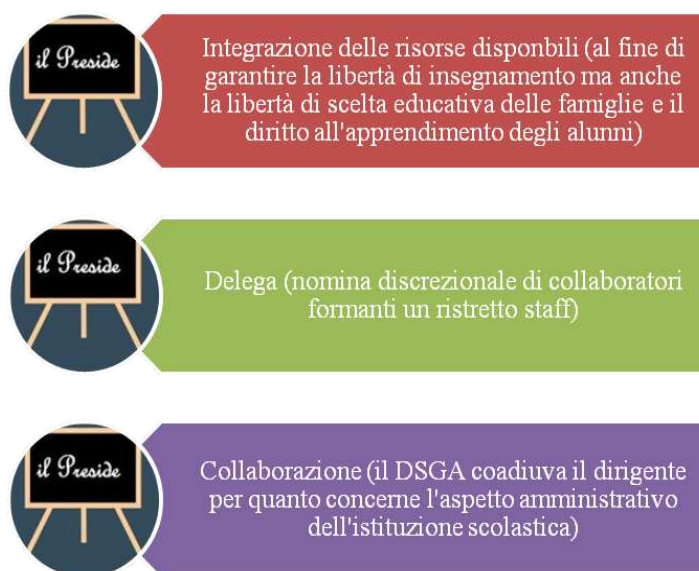 il Preside
Integrazione delle risorse disponbili (al fine di
garantire la libertà di insegnamento ma anche
la libertà di scelta educativa delle famiglie e il
diritto all'apprendimento degli alunni)
il Preside
Delega (nomina discrezionale di collaboratori
formanti un ristretto staff)
il Preside
Collaborazione (il DSGA coadiuva il dirigente
per quanto concerne l'aspetto amministrativo
dell'istituzione scolastica)